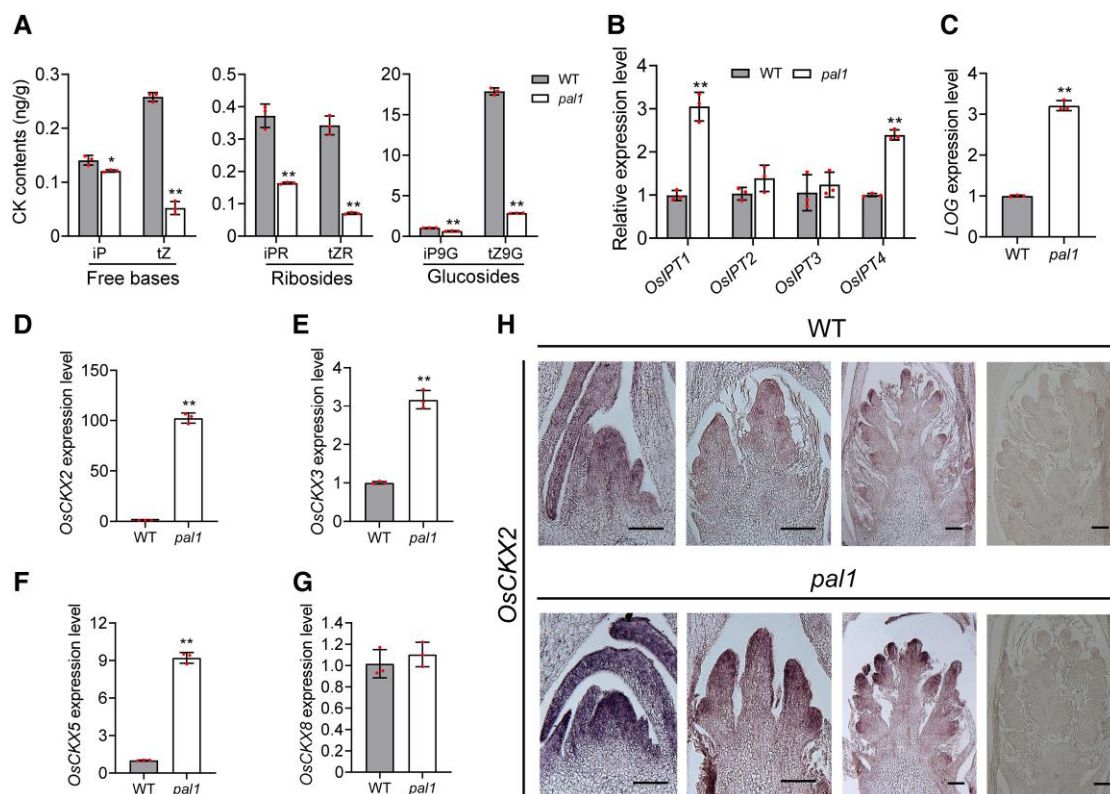 A
CK contents (ng/g)
0.3
0.2
0.1
0
* **
iP tZ
Free bases
0.5
0.4
0.3
0.2
0.1
0
** **
iPR tZR
Ribosides
20
15
10
5
0
** **
iP9G tZ9G
Glucosides
WT
pal1
B
Relative expression level
4
3
2
1
0
WT pal1
** **
OsIPT1 OsIPT2 OsIPT3 OsIPT4
C
LOG expression level
4
3
2
1
0
**
WT pal1
D
OsCKX2 expression level
150
100
50
0
**
WT pal1
E
OsCKX3 expression level
4
3
2
1
0
**
WT pal1
F
OsCKX5 expression level
12
9
6
3
0
**
WT pal1
G
OsCKX8 expression level
1.4
1.2
1.0
0.8
0.6
0.4
0.2
0
WT pal1
H
WT
OsCKX2
pal1